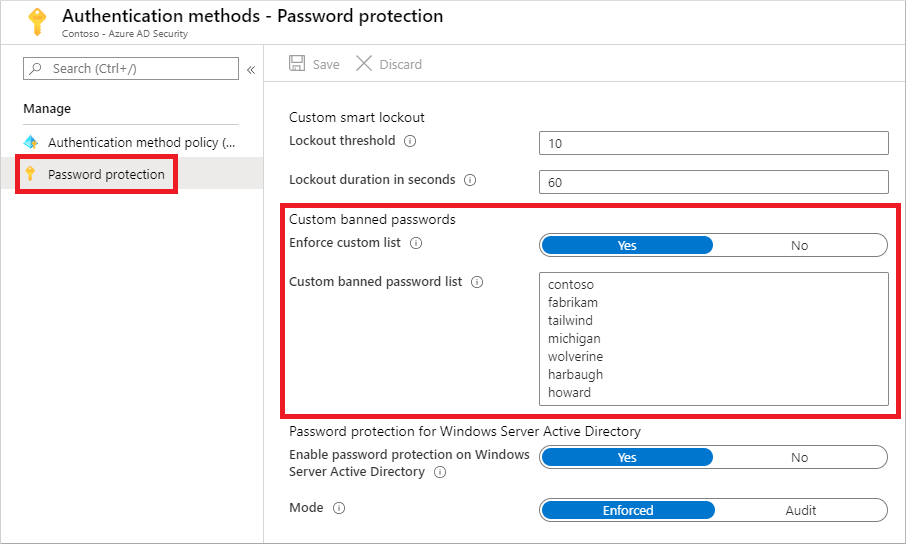 Authentication methods - Password protection
Contoso - Azure AD Security
Search (Ctrl+/)
«
Manage
Authentication method policy (...
Password protection
Save
Discard
Custom smart lockout
Lockout threshold
10
Lockout duration in seconds
60
Custom banned passwords
Enforce custom list
Yes
No
Custom banned password list
contoso
fabrikam
tailwind
michigan
wolverine
harbaugh
howard
Password protection for Windows Server Active Directory
Enable password protection on Windows
Server Active Directory
Yes
No
Mode
Enforced
Audit